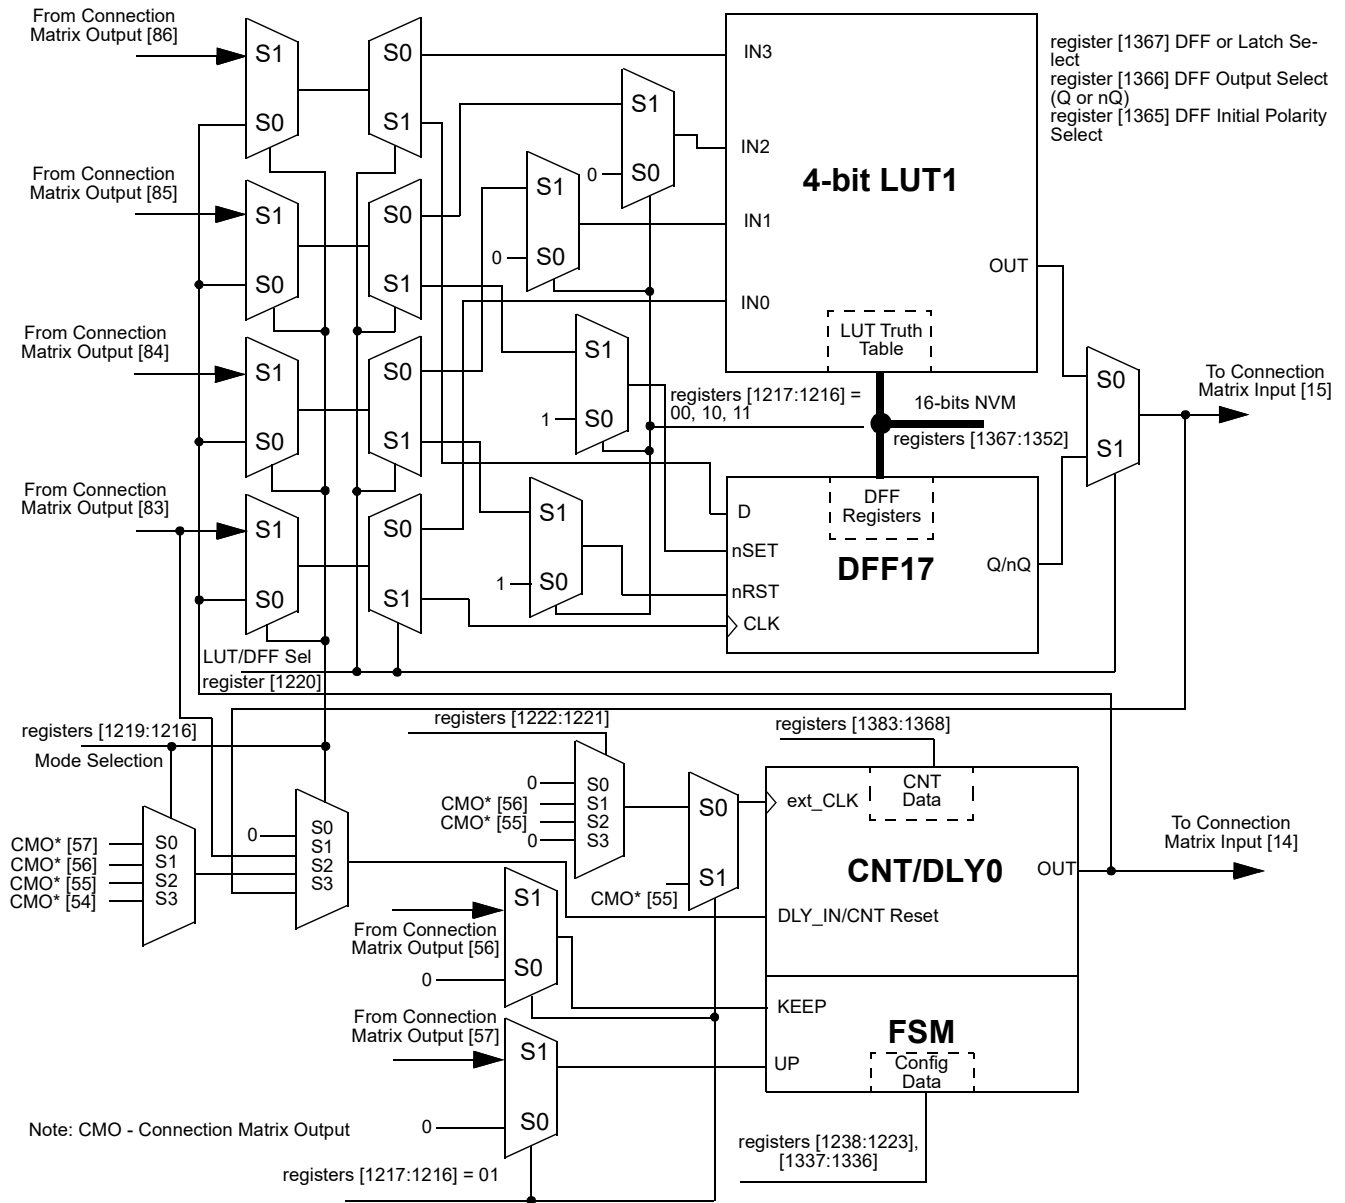 From Connection
Matrix Output [86]
S1
S0
S0
S1
From Connection
Matrix Output [85]
S1
S0
S0
S1
From Connection
Matrix Output [84]
S1
S0
S0
S1
From Connection
Matrix Output [83]
S1
S0
S0
S1
S1
0
S0
S1
0
S0
S1
1
S0
S1
1
S0
IN3
IN2
IN1
IN0
4-bit LUT1
OUT
LUT Truth
Table
register [1367] DFF or Latch Se-
lect
register [1366] DFF Output Select
(Q or nQ)
register [1365] DFF Initial Polarity
Select
registers [1217:1216] =
00, 10, 11
16-bits NVM
registers [1367:1352]
DFF
Registers
D
nSET
nRST
CLK
DFF17
Q/nQ
S0
S1
To Connection
Matrix Input [15]
LUT/DFF Sel
register [1220]
registers [1219:1216]
Mode Selection
CMO* [57]
CMO* [56]
CMO* [55]
CMO* [54]
S0
S1
S2
S3
0
S0
S1
S2
S3
registers [1222:1221]
0
CMO* [56]
CMO* [55]
0
S0
S1
S2
S3
S0
S1
CMO* [55]
registers [1383:1368]
ext_CLK
CNT
Data
CNT/DLY0
OUT
DLY_IN/CNT Reset
To Connection
Matrix Input [14]
From Connection
Matrix Output [56]
S1
0
S0
From Connection
Matrix Output [57]
S1
0
S0
KEEP
FSM
UP
Config
Data
registers [1238:1223],
[1337:1336]
Note: CMO - Connection Matrix Output
registers [1217:1216] = 01